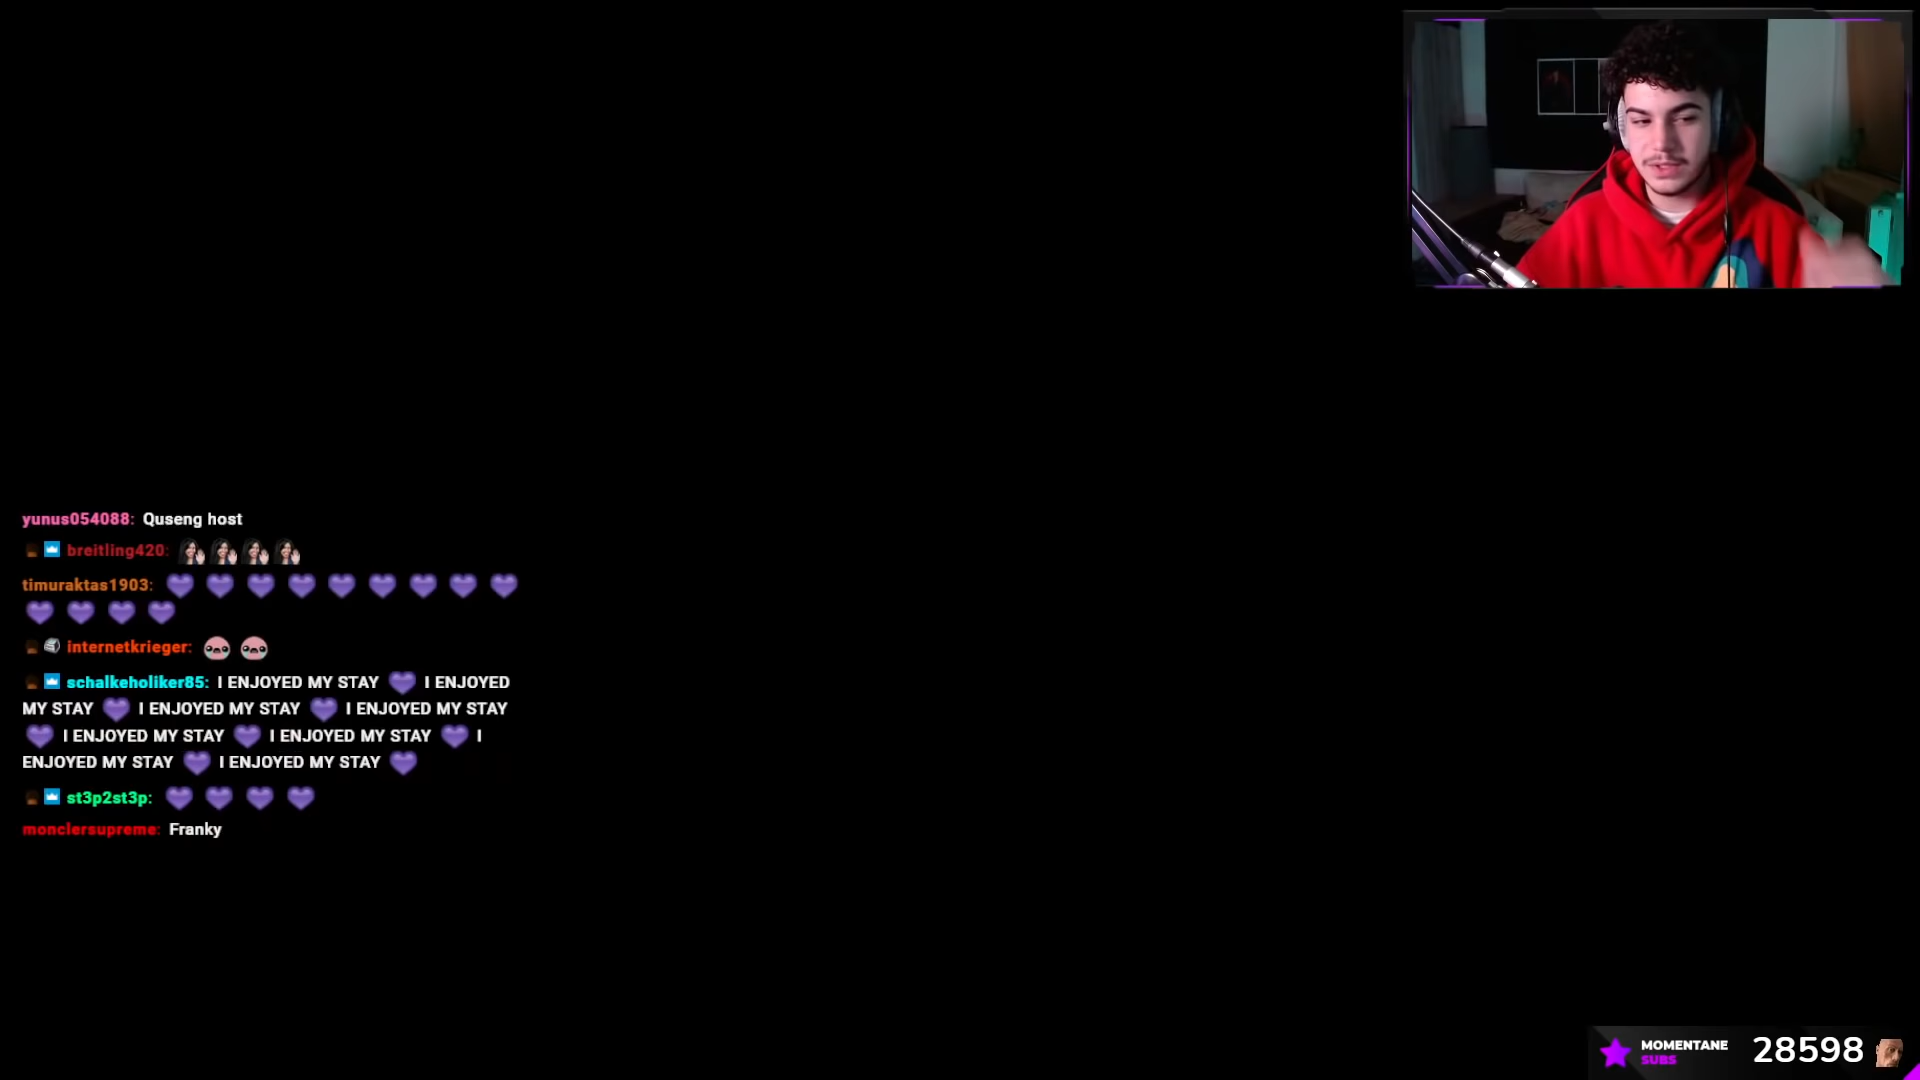 yunus054088: Quseng host
breitling420:
timuraktas1903:
internetkrieger:
schalkeholiker85: I ENJOYED MY STAY 💜 I ENJOYED
MY STAY 💜 I ENJOYED MY STAY 💜 I ENJOYED MY STAY
💜 I ENJOYED MY STAY 💜 I ENJOYED MY STAY 💜 I
ENJOYED MY STAY 💜 I ENJOYED MY STAY 💜
st3p2st3p: 💜 💜 💜 💜
monclersupreme: Franky
MOMENTANE
SUBS
28598